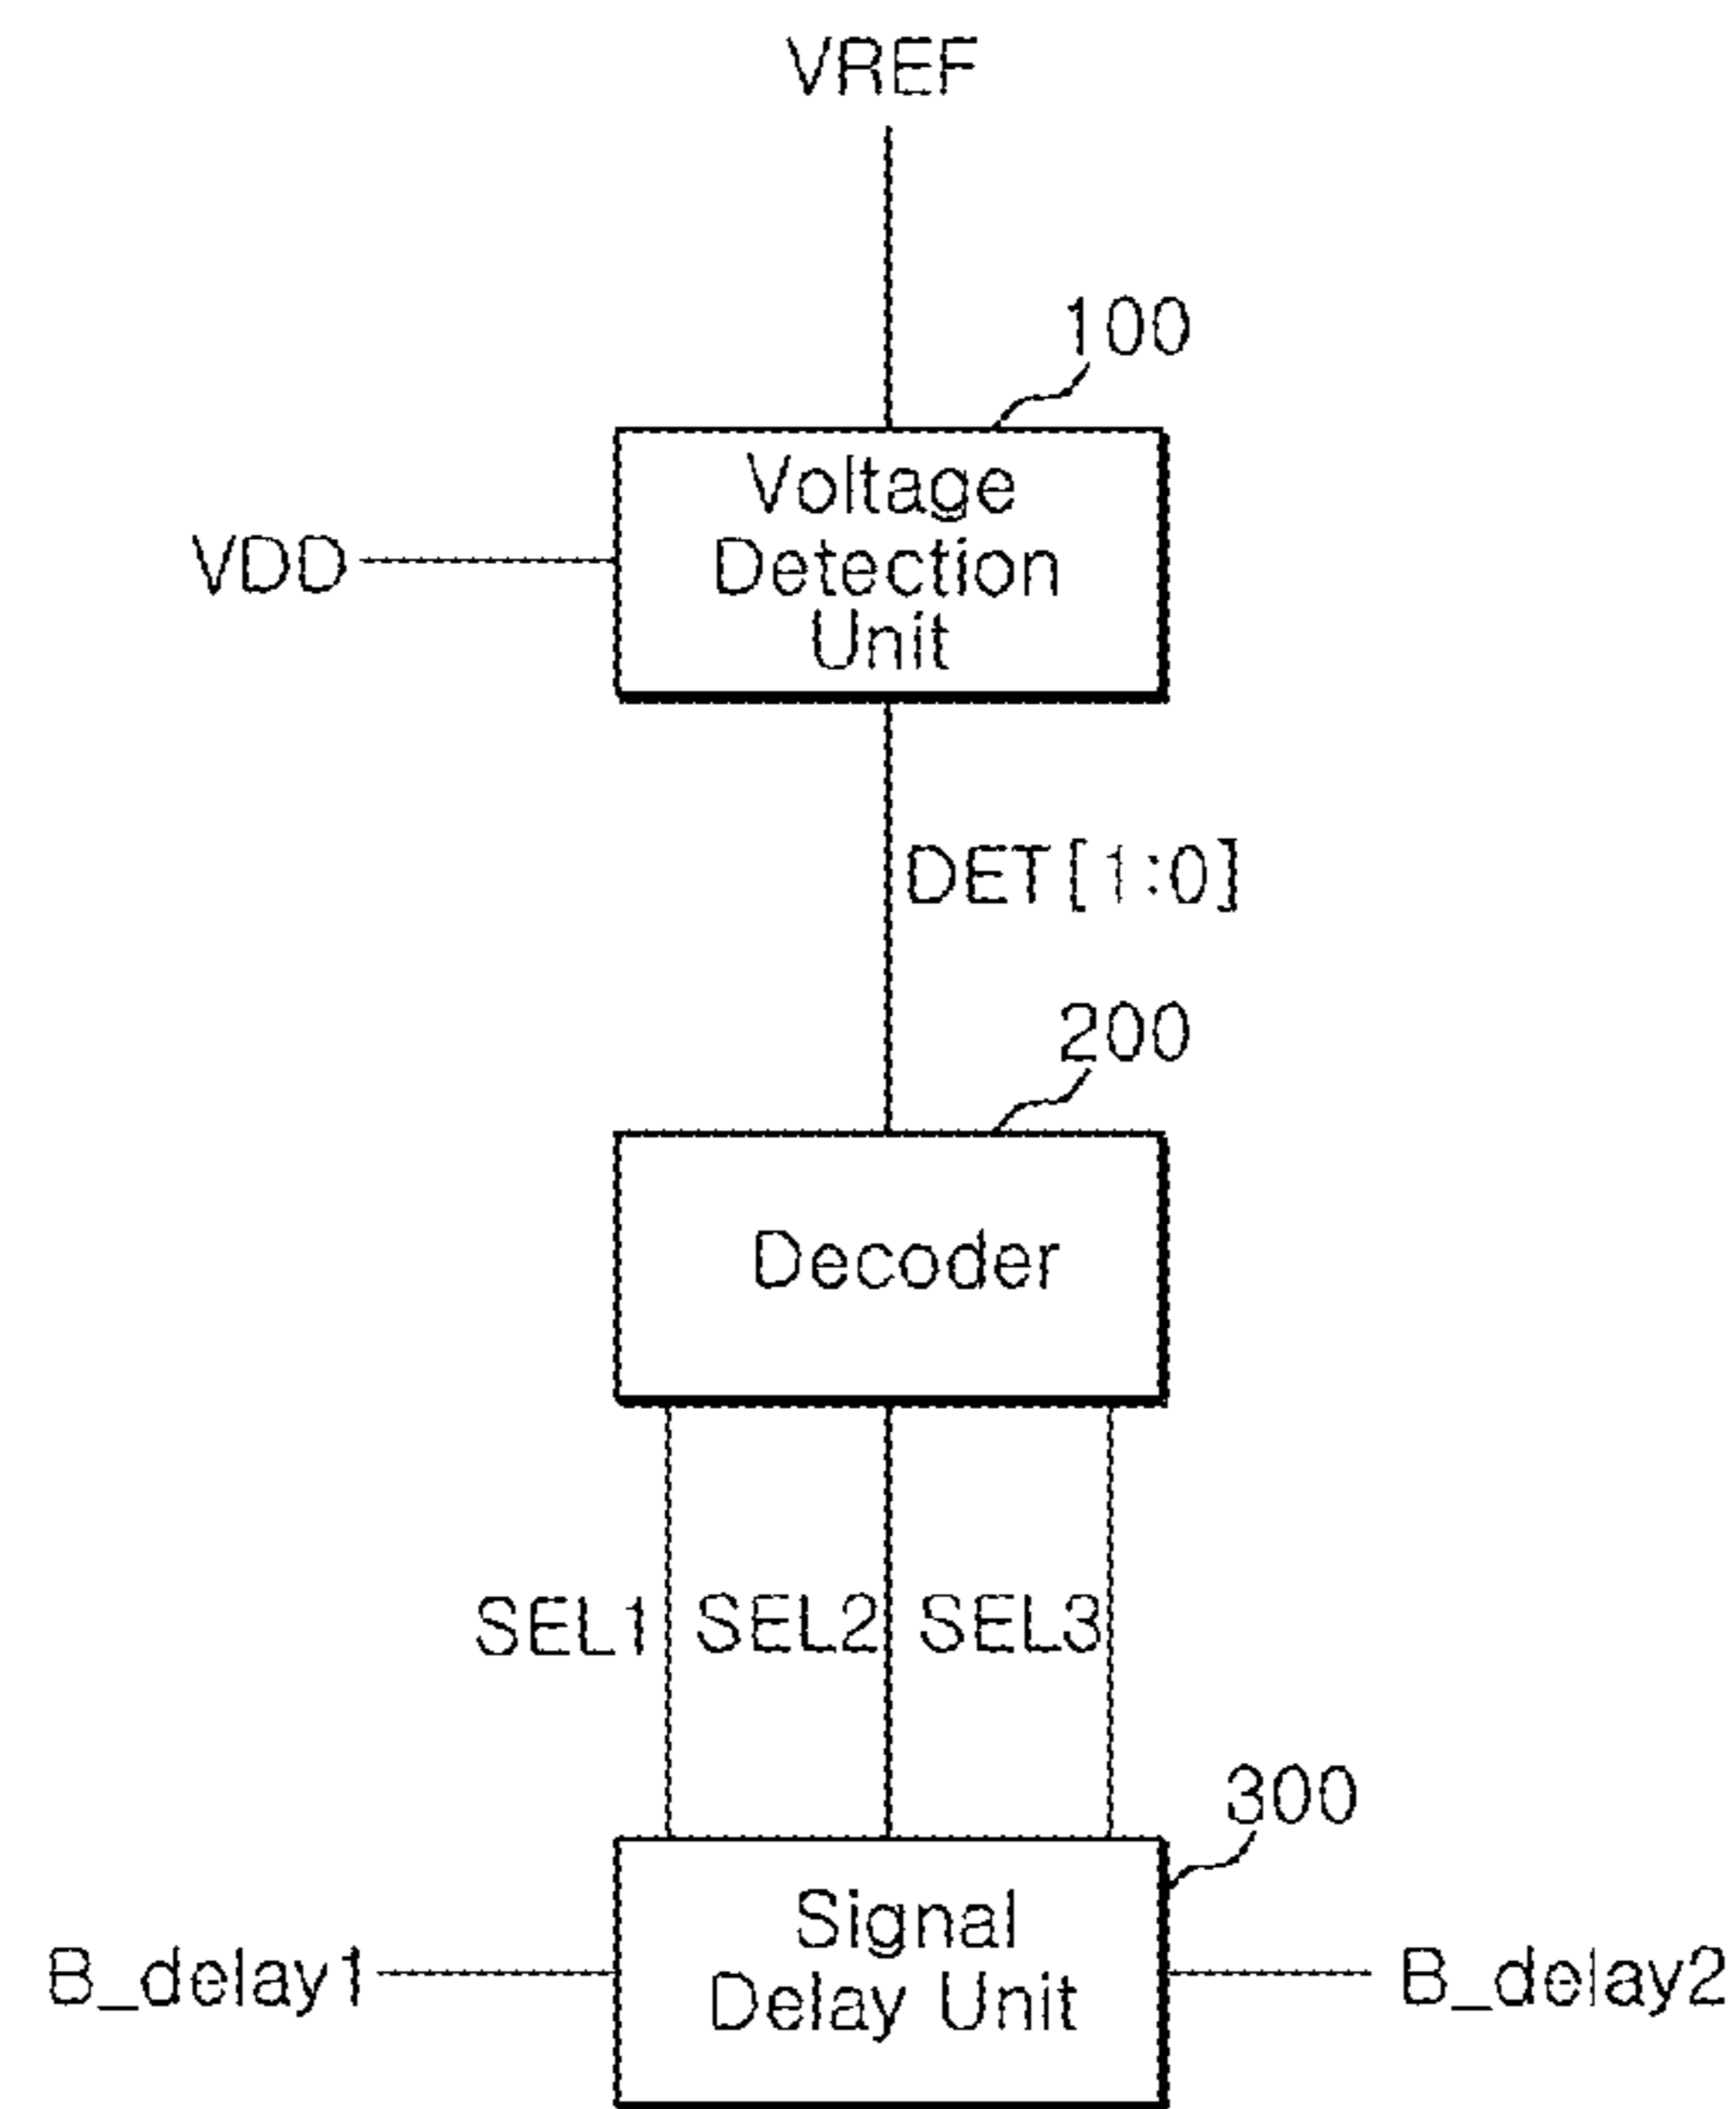 VREF
100
Voltage
Detection
Unit
VDD
DET[1:0]
200
Decoder
SEL1 SEL2 SEL3
300
Signal
Delay Unit
B_delay1
B_delay2